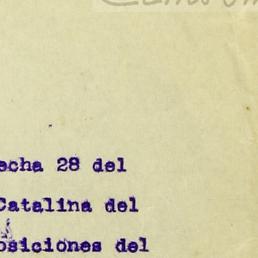 echa 28 del
Catalina del
osiciones del